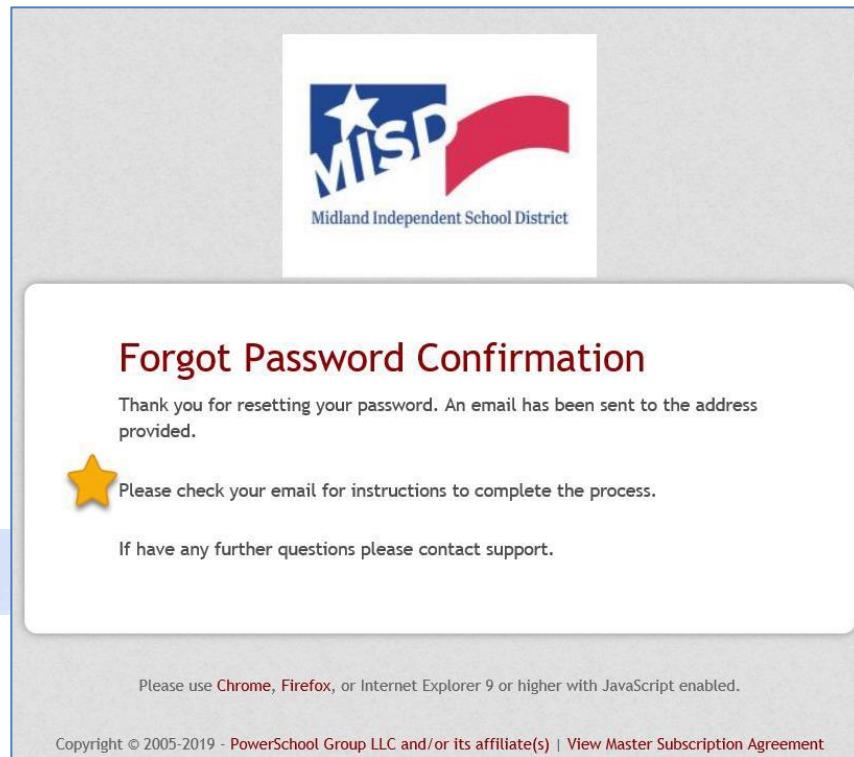 MISD
Midland Independent School District
Forgot Password Confirmation
Thank you for resetting your password. An email has been sent to the address
provided.
Please check your email for instructions to complete the process.
If have any further questions please contact support.
Please use Chrome, Firefox, or Internet Explorer 9 or higher with JavaScript enabled.
Copyright © 2005-2019 - PowerSchool Group LLC and/or its affiliate(s) | View Master Subscription Agreement